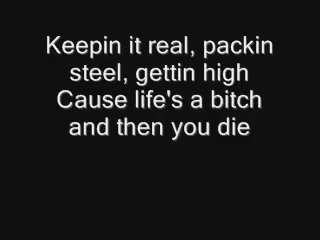 Keepin it real, packin
steel, gettin high
Cause life's a bitch
and then you die